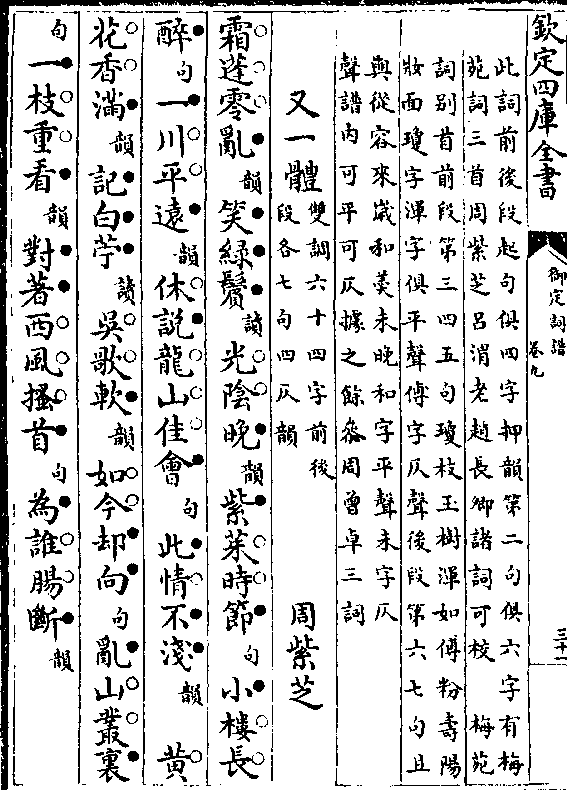 欽定四庫全書
御定詞譜
卷九
三十一
此詞前後段起句俱四字押韻第二句俱六字有梅
苑詞三首周紫芝呂渭老趙長卿諸詞可校 梅苑
詞别首前段第三四五句瓊枝玉樹渾如傅粉壽陽
妝面瓊字渾字俱平聲傅字仄聲後段第六七句且
與從容來歲和羮未晚和字平聲未字仄
聲譜內可平可仄據之餘叅周曾卓三詞
又一體 雙調六十四字前後
段各七句四仄韻 周紫芝
霜蓬零亂韻笑緑鬢讀光陰晚韻紫茱時節句小樓長
醉句一川平遠韻休説龍山佳會句此情不淺韻 黄
花香滿韻記白苧讀吳歌軟韻如今却向句亂山叢裏
句一枝重看韻對著西風搔首句為誰腸斷韻